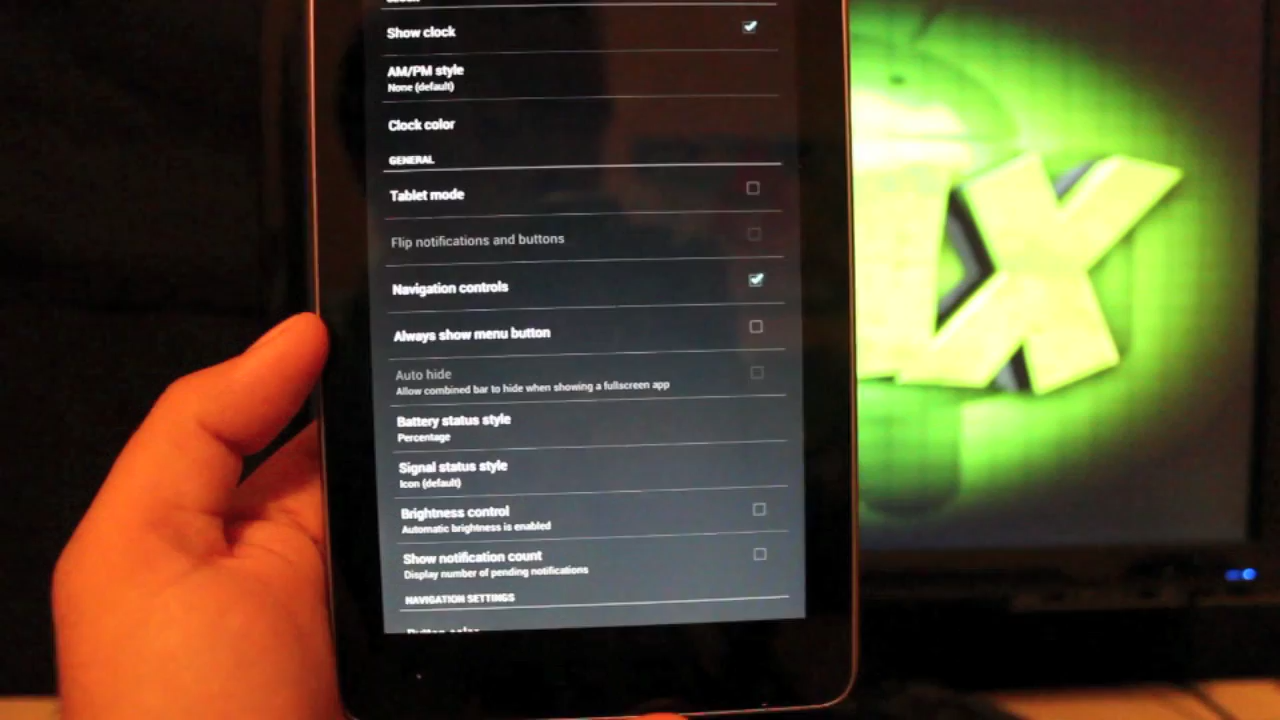 Show clock
AM/PM style
None (default)
Clock color
GENERAL
Tablet mode
Flip notifications and buttons
Navigation controls
Always show menu button
Auto hide
Allow combined bar to hide when showing a fullscreen app
Battery status style
Percentage
Signal status style
Icon (default)
Brightness control
Automatic brightness is enabled
Show notification count
Display number of pending notifications
NAVIGATION SETTINGS
Button color
X